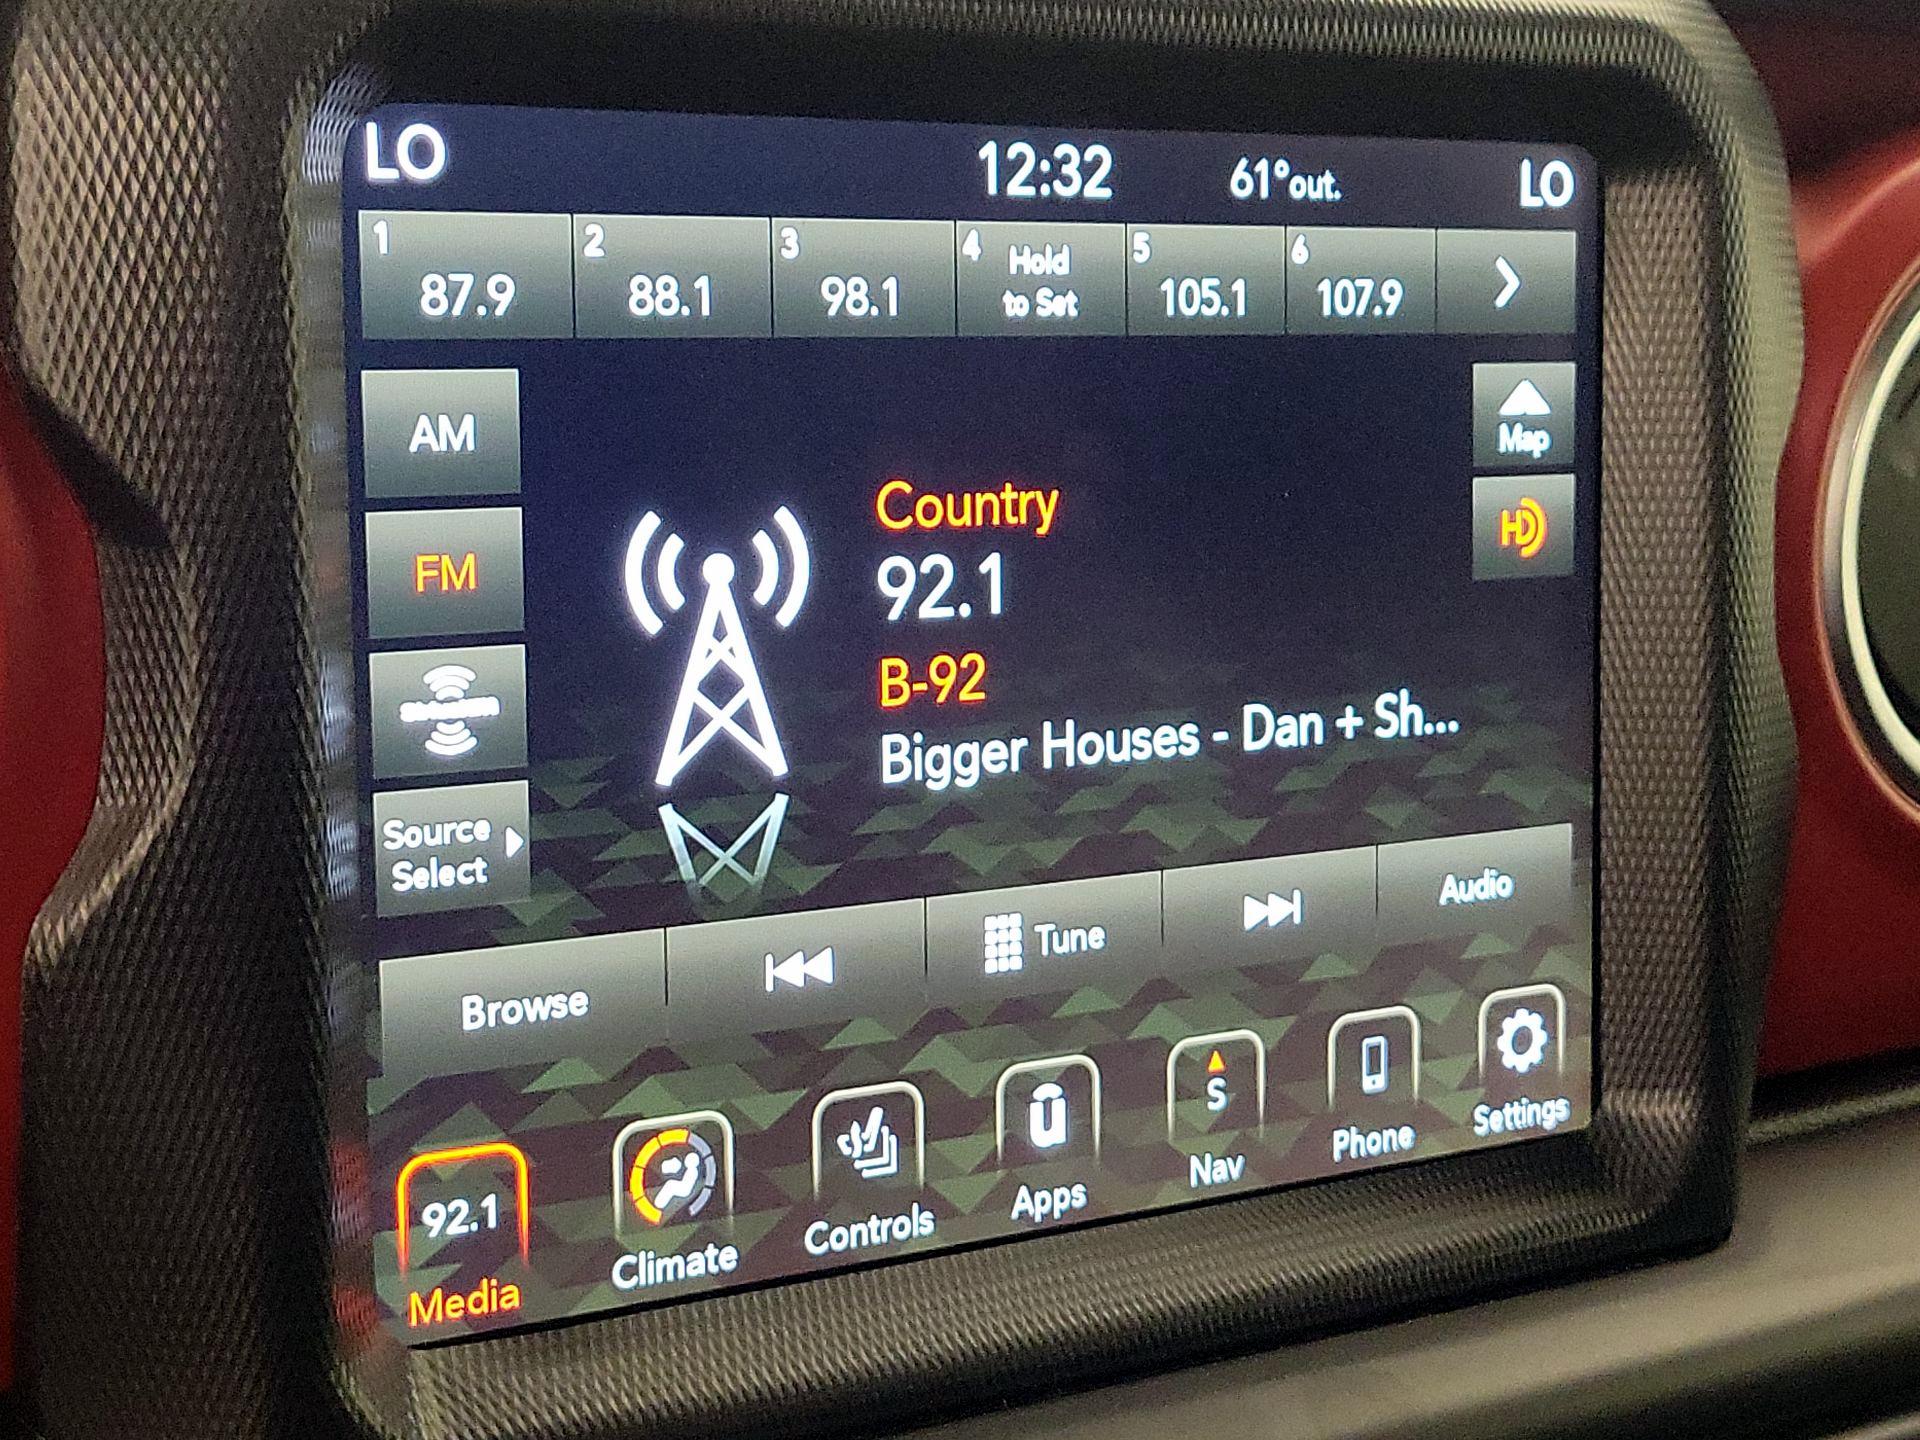 LO 12:32 61°out. LO
1 2 3 4 Hold 5 6
87.9 88.1 98.1 to Set 105.1 107.9
AM
Map
FM
HD
Country
92.1
B-92
Bigger Houses - Dan + Sh...
SiriusXM
Source
Select
Browse Tune Audio
92.1 S
Media Climate Controls Apps Nav Phone Settings